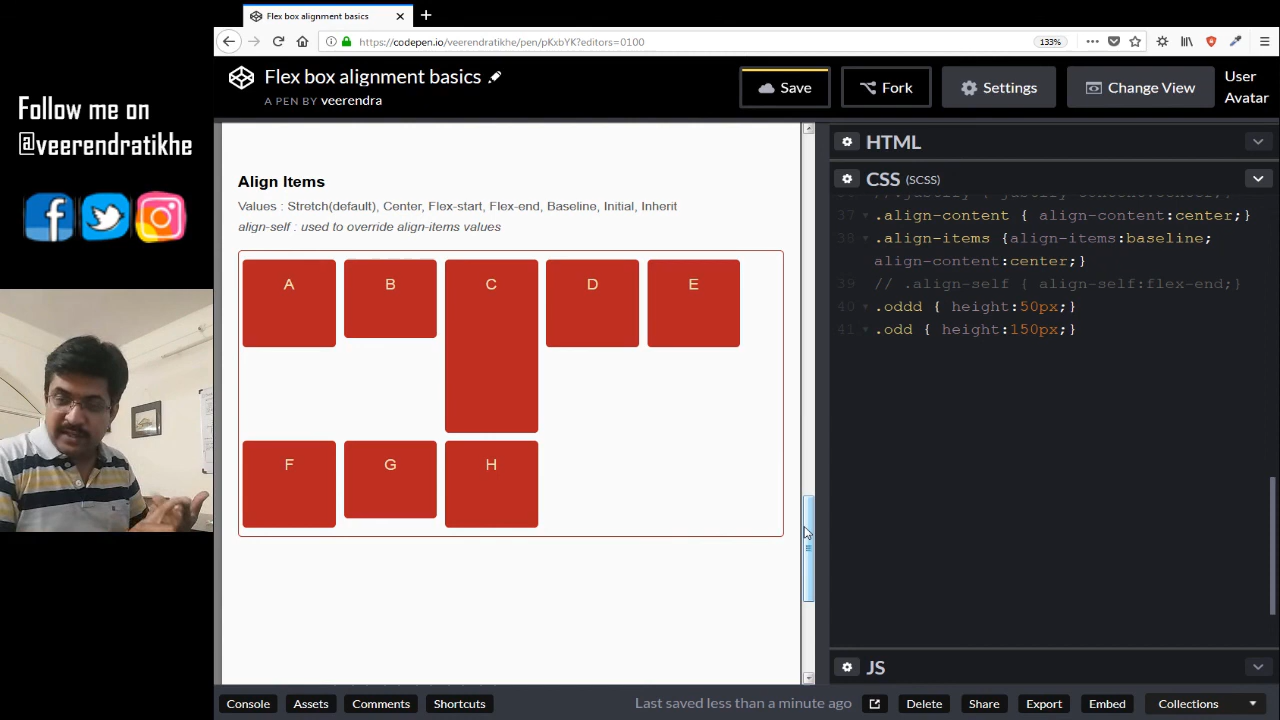 Flex box alignment basics
https://codepen.io/veerendratikhe/pen/pKxbYK?editors=0100
133%
Follow me on
@veerendratikhe
Flex box alignment basics
A PEN BY veerendra
Save
Fork
Settings
Change View
User
Avatar
Align Items
Values : Stretch(default), Center, Flex-start, Flex-end, Baseline, Initial, Inherit
align-self : used to override align-items values
A
B
C
D
E
F
G
H
HTML
CSS (SCSS)
37 .align-content { align-content:center;}
38 .align-items {align-items:baseline;
align-content:center;}
39 // .align-self { align-self:flex-end;}
40 .oddd { height:50px;}
41 .odd { height:150px;}
JS
Console
Assets
Comments
Shortcuts
Last saved less than a minute ago
Delete
Share
Export
Embed
Collections